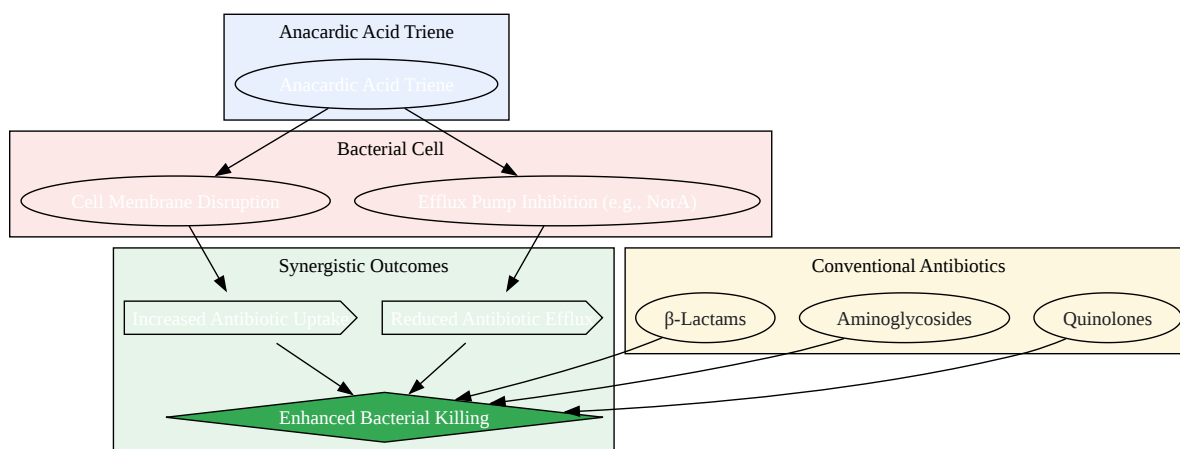 Anacardic Acid Triene
Anacardic Acid Triene
Bacterial Cell
Cell Membrane Disruption
Efflux Pump Inhibition (e.g., NorA)
Synergistic Outcomes
Conventional Antibiotics
Increased Antibiotic Uptake
Reduced Antibiotic Efflux
β-Lactams
Aminoglycosides
Quinolones
Enhanced Bacterial Killing